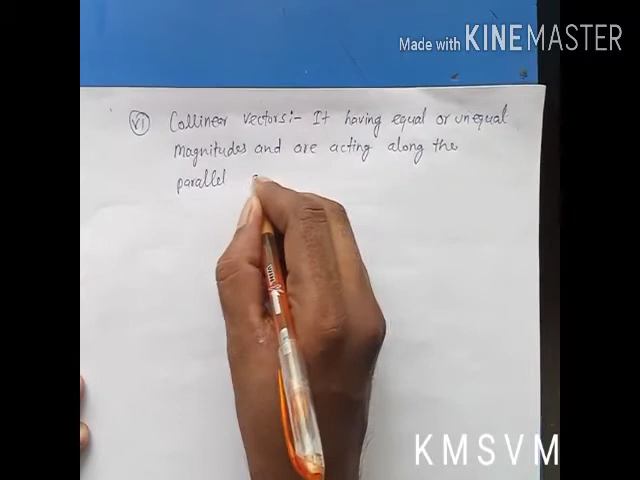 Made with KINEMASTER
VI Collinear vectors:- It having equal or unequal
Magnitudes and are acting along the
parallel
KMSVM